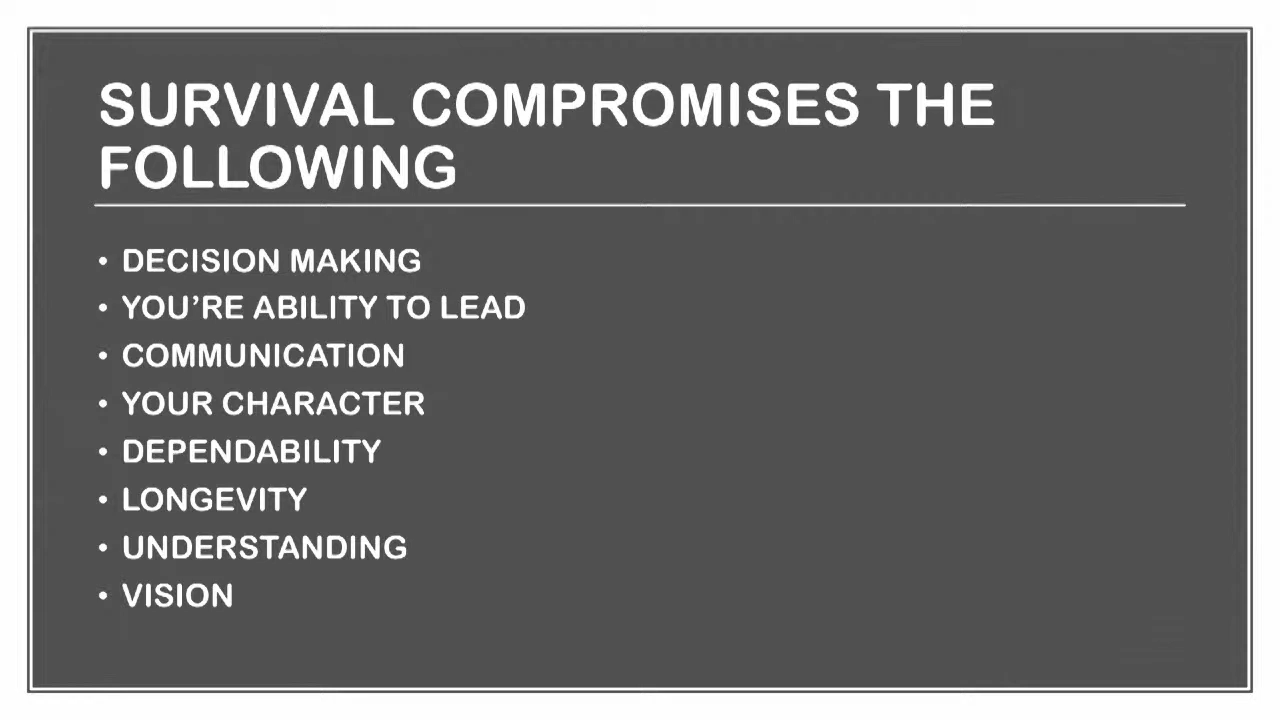 SURVIVAL COMPROMISES THE
FOLLOWING
• DECISION MAKING
• YOU’RE ABILITY TO LEAD
• COMMUNICATION
• YOUR CHARACTER
• DEPENDABILITY
• LONGEVITY
• UNDERSTANDING
• VISION